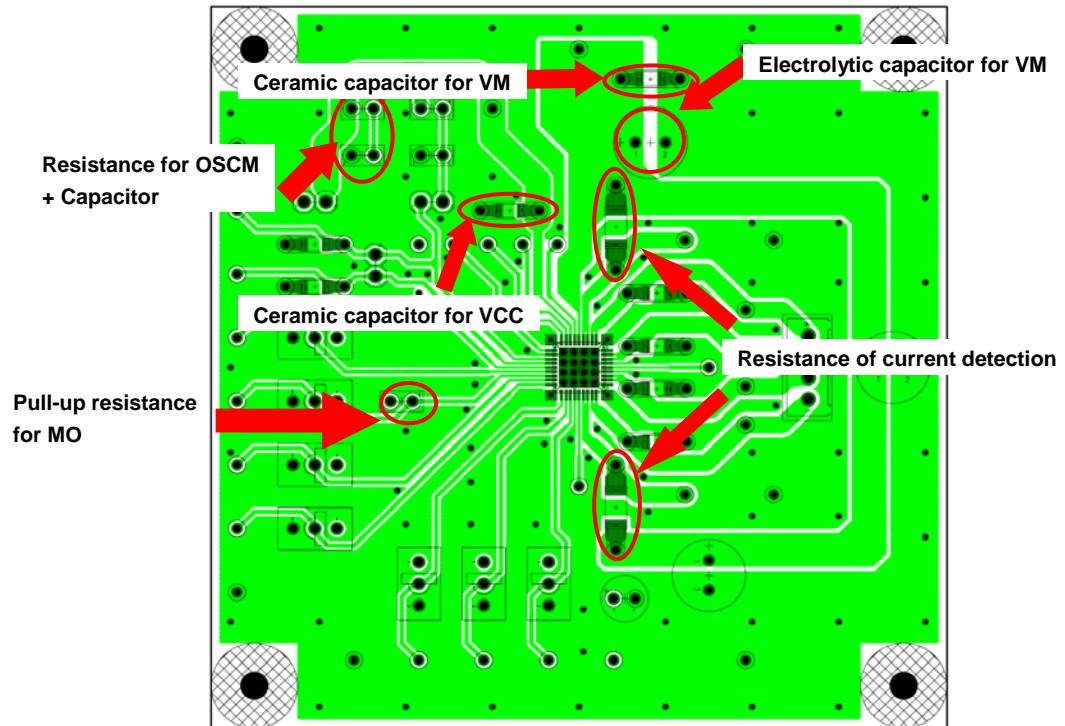 Ceramic capacitor for VM
Electrolytic capacitor for VM
Resistance for OSCM
+ Capacitor
Ceramic capacitor for VCC
Resistance of current detection
Pull-up resistance
for MO